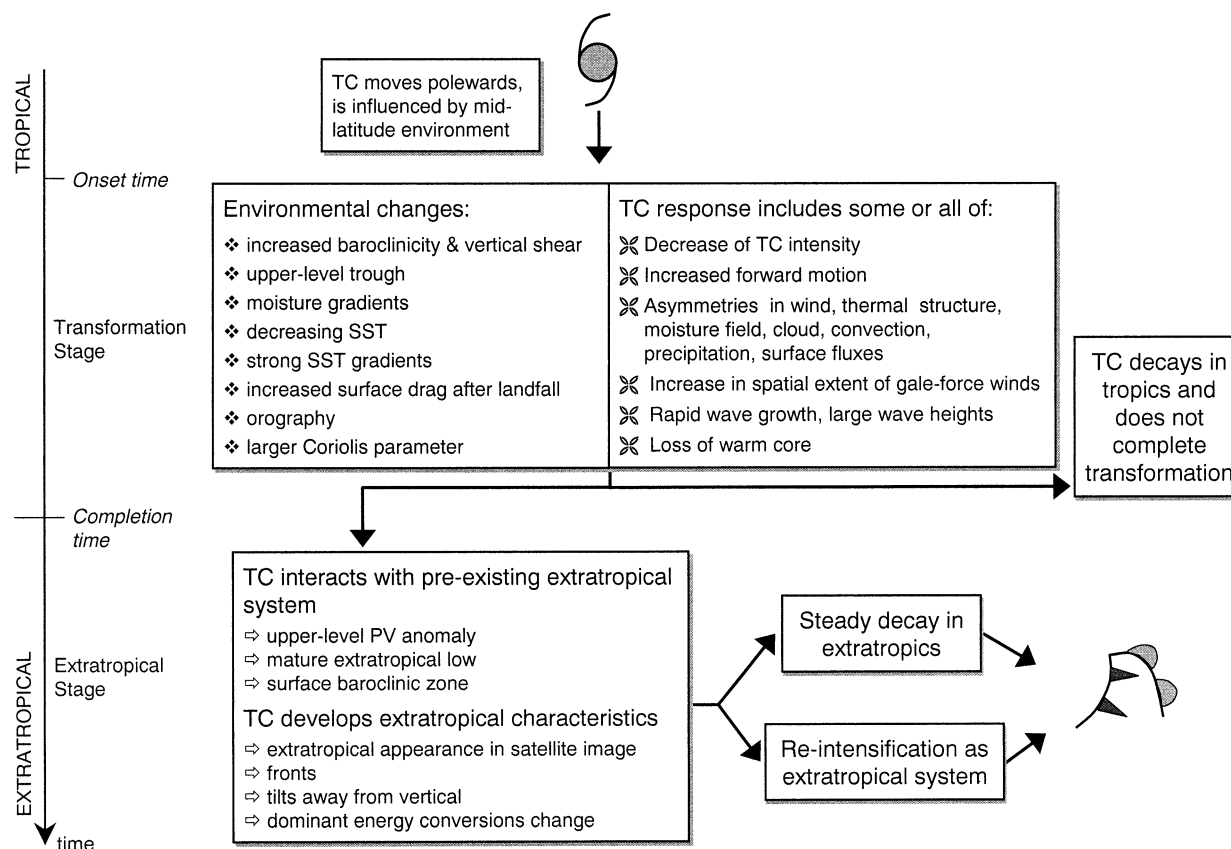 TROPICAL
TC moves polewards,
is influenced by mid-
latitude environment
Onset time
Environmental changes:
❖ increased baroclinicity & vertical shear
❖ upper-level trough
❖ moisture gradients
❖ decreasing SST
❖ strong SST gradients
❖ increased surface drag after landfall
❖ orography
❖ larger Coriolis parameter
TC response includes some or all of:
Decrease of TC intensity
Increased forward motion
Asymmetries in wind, thermal structure,
moisture field, cloud, convection,
precipitation, surface fluxes
Increase in spatial extent of gale-force winds
Rapid wave growth, large wave heights
Loss of warm core
Transformation
Stage
TC decays in
tropics and
does not
complete
transformation
Completion
time
TC interacts with pre-existing extratropical
system
⇨ upper-level PV anomaly
⇨ mature extratropical low
⇨ surface baroclinic zone
TC develops extratropical characteristics
⇨ extratropical appearance in satellite image
⇨ fronts
⇨ tilts away from vertical
⇨ dominant energy conversions change
Steady decay in
extratropics
Re-intensification as
extratropical system
Extratropical
Stage
EXTRATROPICAL
time